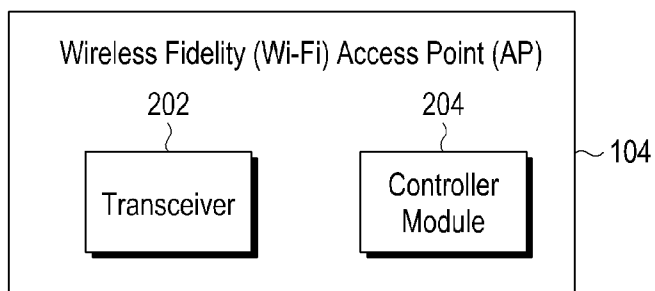 Wireless Fidelity (Wi-Fi) Access Point (AP)
202
204
104
Transceiver
Controller
Module